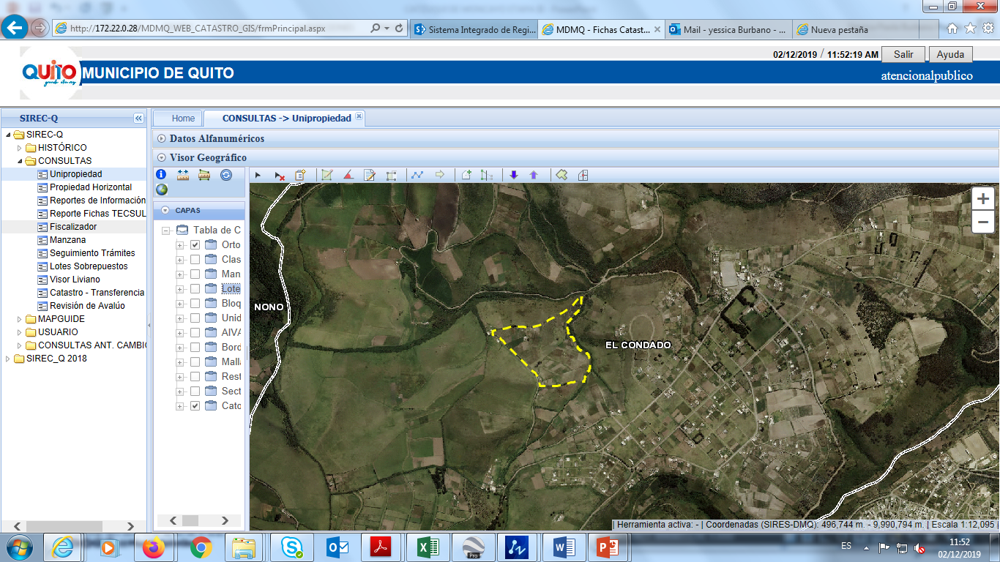 http://172.22.0.28/MDMQ_WEB_CATASTRO_GIS/frmPrincipal.aspx
Sistema Integrado de Regi...
MDMQ - Fichas Catast...
Mail - yessica Burbano - ...
Nueva pestaña
02/12/2019 / 11:52:19 AM
Salir
Ayuda
QUITO
MUNICIPIO DE QUITO
atencionalpublico
SIREC-Q
Home
CONSULTAS -> Unipropiedad
SIREC-Q
HISTÓRICO
CONSULTAS
Unipropiedad
Propiedad Horizontal
Reportes de Información
Reporte Fichas TECSUL
Fiscalizador
Manzana
Seguimiento Trámites
Lotes Sobrepuestos
Visor Liviano
Catastro - Transferencia
Revisión de Avalúo
MAPGUIDE
USUARIO
CONSULTAS ANT. CAMBIO
SIREC_Q 2018
Datos Alfanuméricos
Visor Geográfico
CAPAS
Tabla de C
Orto
Clas
Man
Lote
Bloq
Unid
AIVA
Bord
Malla
Rest
Sect
Cato
NONO
EL CONDADO
| Herramienta activa: - | Coordenadas (SIRES-DMQ): 496,744 m. - 9,990,794 m. | Escala 1:12,095
Pro
ES
11:52
02/12/2019